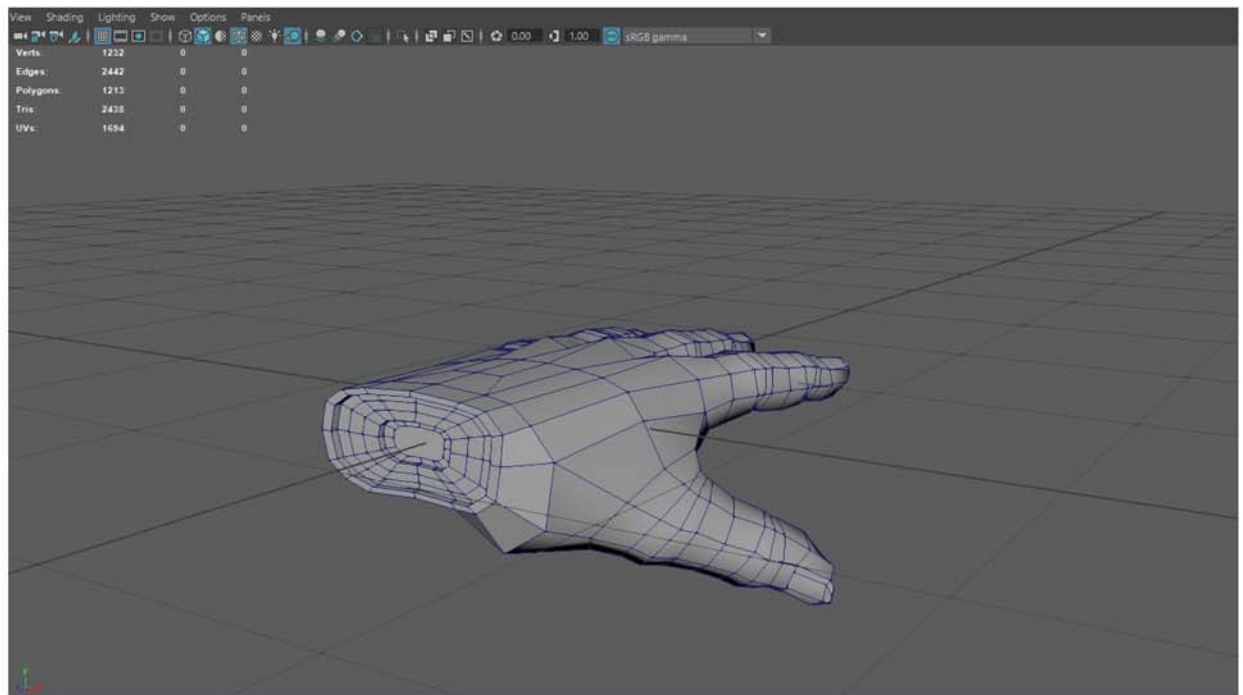 View Shading Lighting Show Options Panels
0.00 1.00 sRGB gamma
Verts: 1232 0 0
Edges: 2442 0 0
Polygons: 1213 0 0
Tris: 2438 0 0
UVs: 1694 0 0